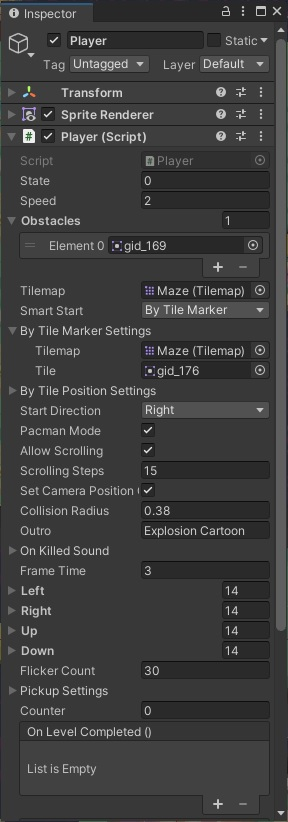 Inspector
Player Static
Tag Untagged Layer Default
Transform
Sprite Renderer
# Player (Script)
Script # Player
State 0
Speed 2
Obstacles 1
Element 0 gid_169
+ −
Tilemap Maze (Tilemap)
Smart Start By Tile Marker
By Tile Marker Settings
Tilemap Maze (Tilemap)
Tile gid_176
By Tile Position Settings
Start Direction Right
Pacman Mode
Allow Scrolling
Scrolling Steps 15
Set Camera Position (
Collision Radius 0.38
Outro Explosion Cartoon
On Killed Sound
Frame Time 3
Left 14
Right 14
Up 14
Down 14
Flicker Count 30
Pickup Settings
Counter 0
On Level Completed ()
List is Empty
+ −